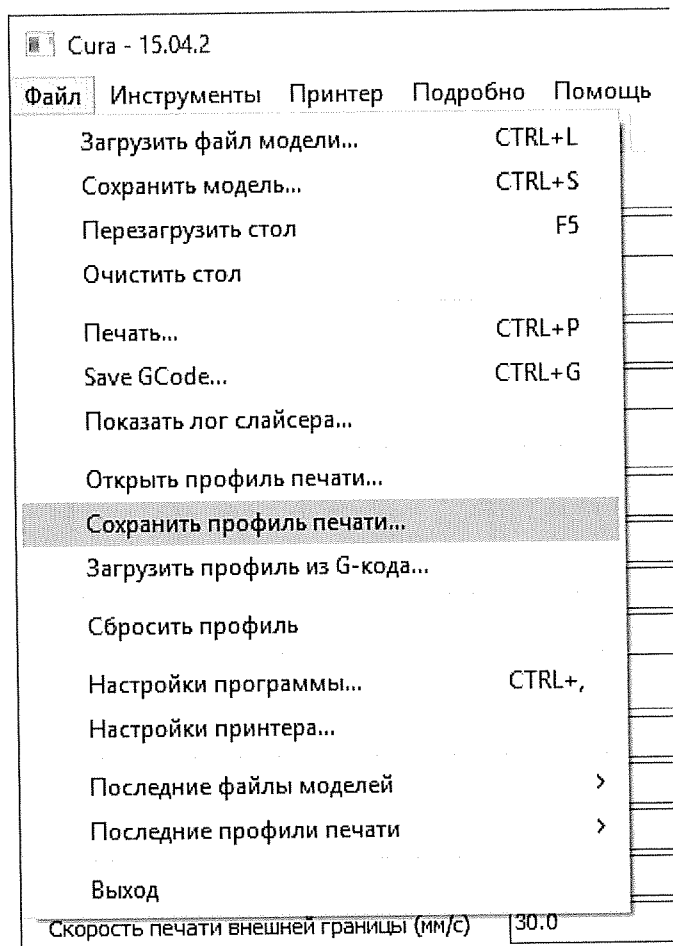 Cura - 15.04.2
Файл Инструменты Принтер Подробно Помощь
Загрузить файл модели... CTRL+L
Сохранить модель... CTRL+S
Перезагрузить стол F5
Очистить стол
Печать... CTRL+P
Save GCode... CTRL+G
Показать лог слайсера...
Открыть профиль печати...
Сохранить профиль печати...
Загрузить профиль из G-кода...
Сбросить профиль
Настройки программы... CTRL+,
Настройки принтера...
Последние файлы моделей >
Последние профили печати >
Выход
Скорость печати внешней границы (мм/с) 30.0